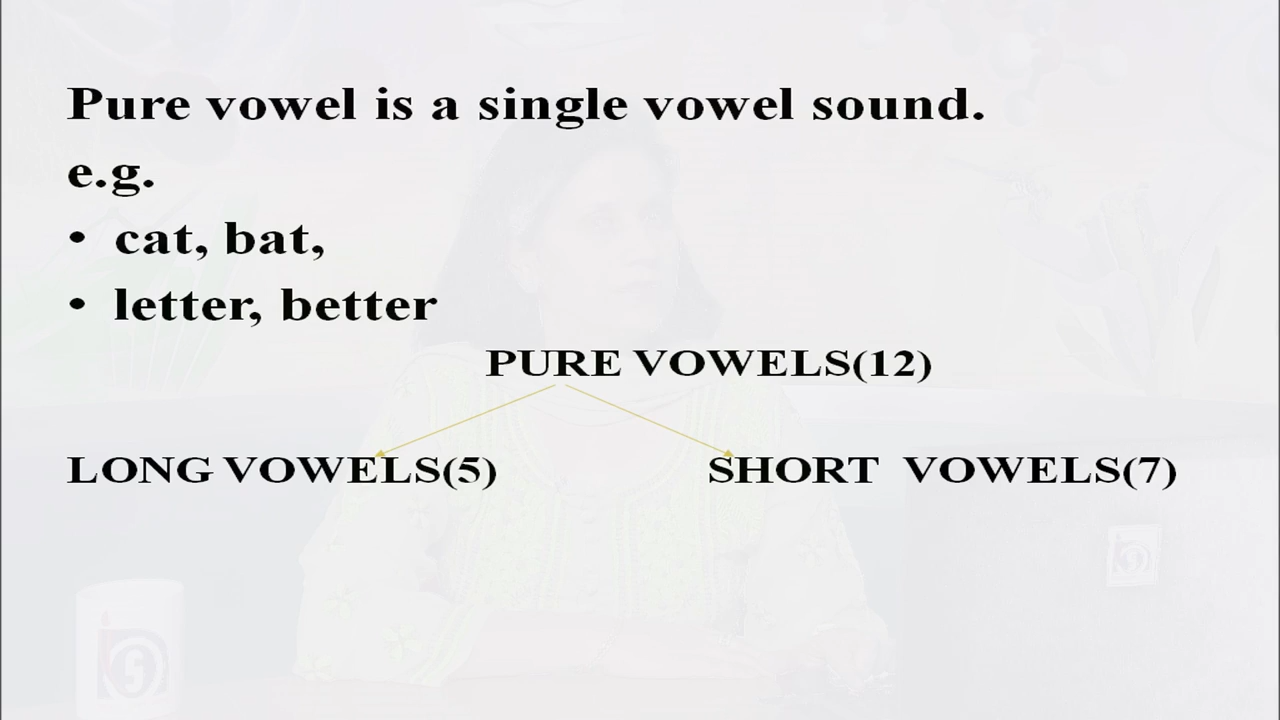 Pure vowel is a single vowel sound.
e.g.
• cat, bat,
• letter, better
PURE VOWELS(12)
LONG VOWELS(5)
SHORT VOWELS(7)